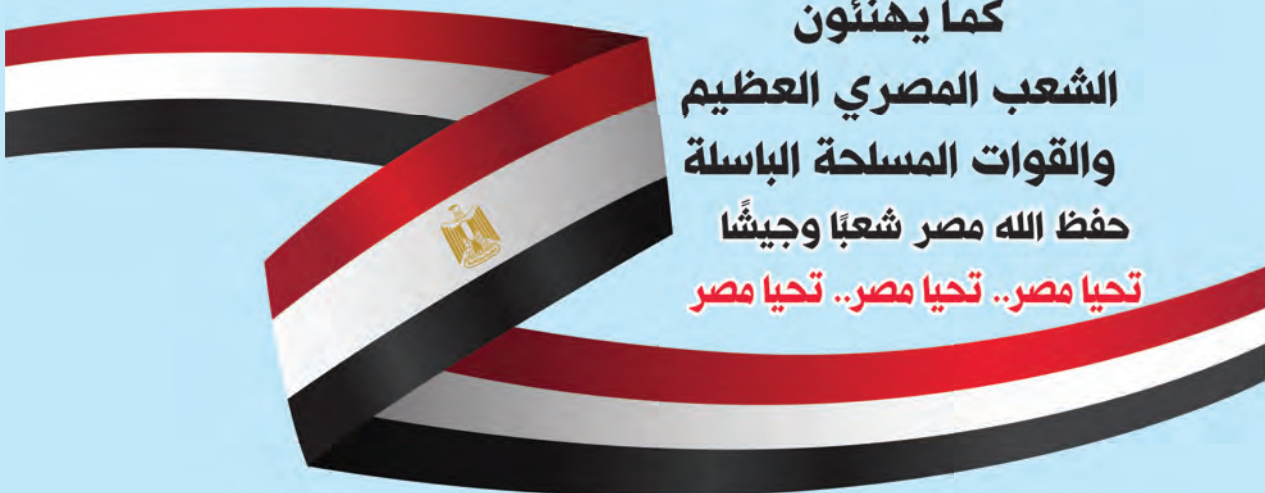 كما يهنئون
الشعب المصري العظيم
والقوات المسلحة الباسلة
حفظ الله مصر شعبًا وجيشًا
تحيا مصر.. تحيا مصر.. تحيا مصر